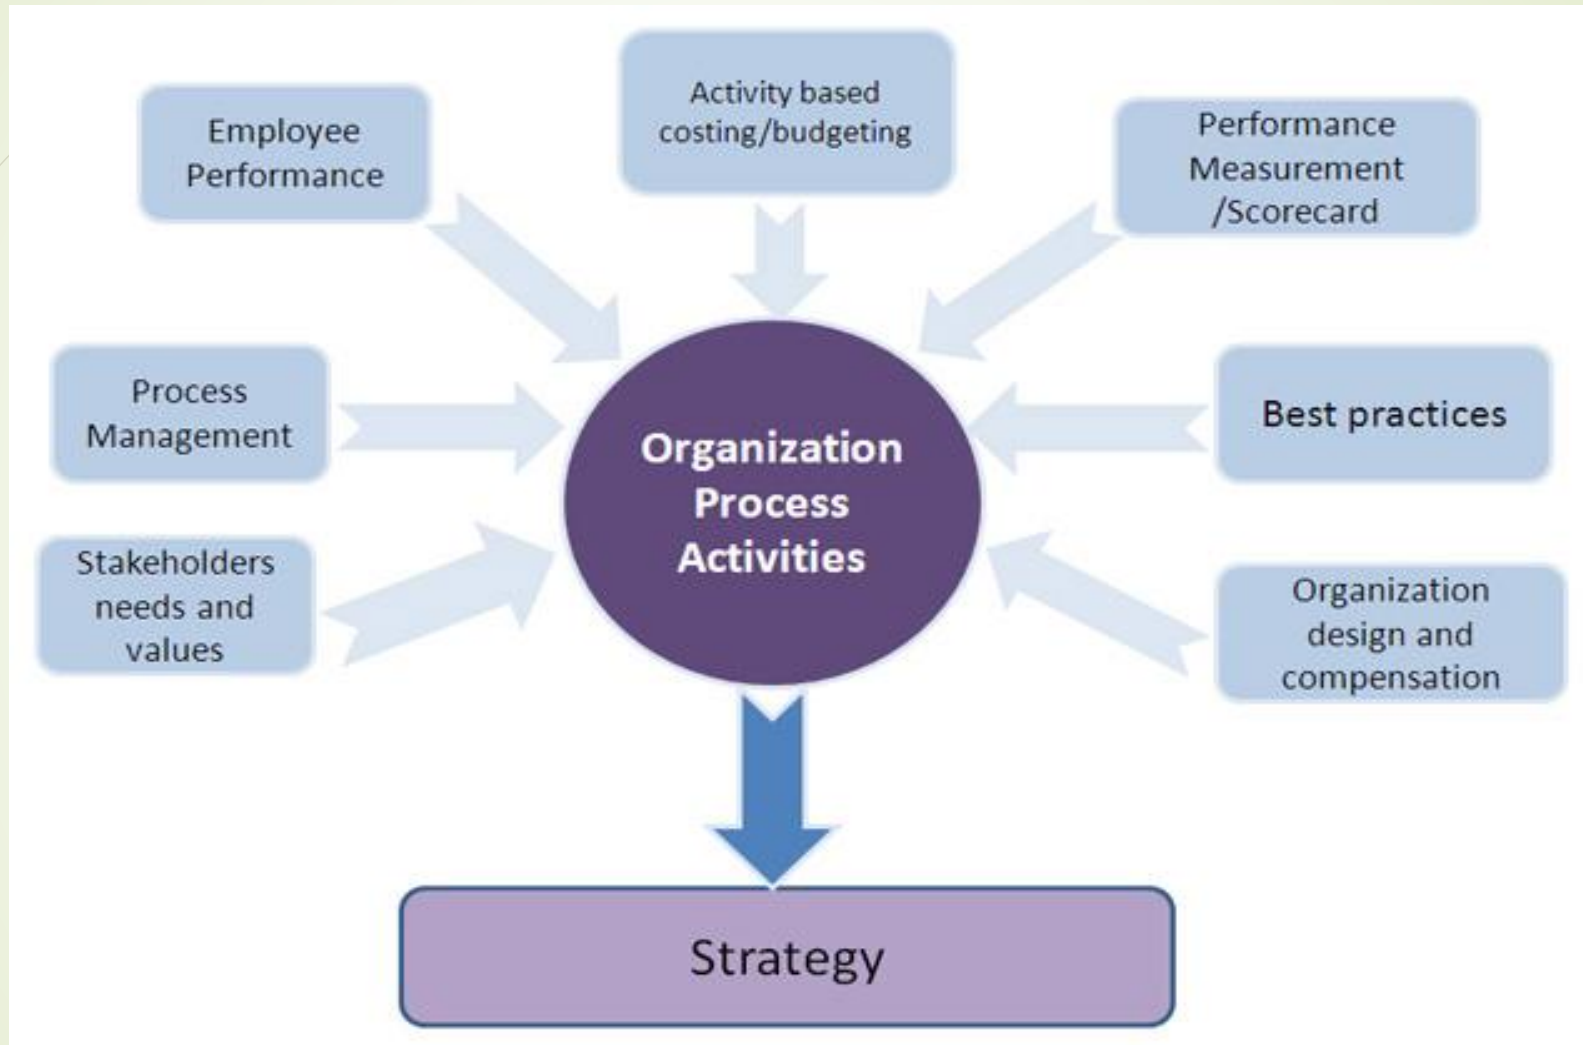 Activity based
costing/budgeting
Employee
Performance
Performance
Measurement
/Scorecard
Process
Management
Best practices
Organization
Process
Activities
Stakeholders
needs and
values
Organization
design and
compensation
Strategy